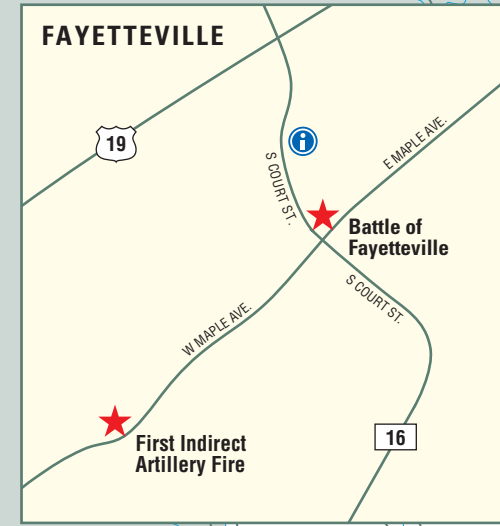 FAYETTEVILLE
19
i
S COURT ST.
E MAPLE AVE.
Battle of
Fayetteville
S COURT ST.
W MAPLE AVE.
16
First Indirect
Artillery Fire